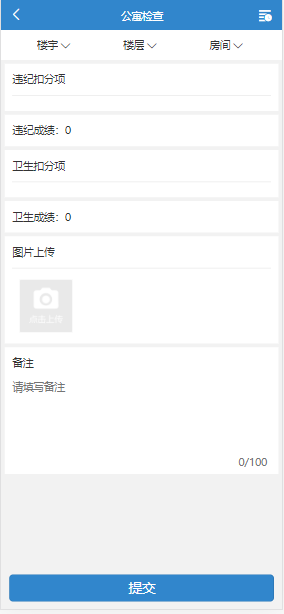 公寓检查
楼宇 楼层 房间
违纪扣分项
违纪成绩：0
卫生扣分项
卫生成绩：0
图片上传
点击上传
备注
请填写备注
0/100
提交